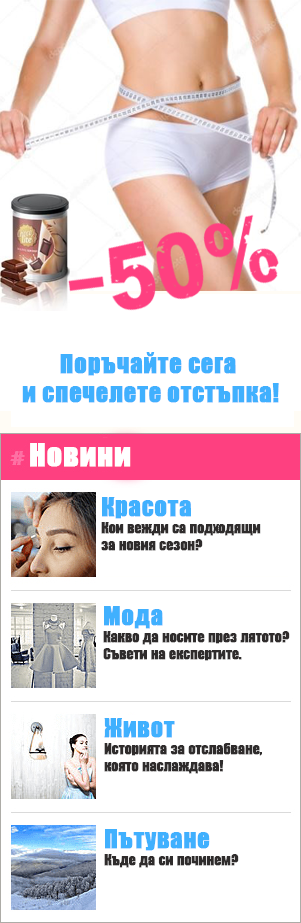 -50%
Поръчайте сега
и спечелете отстъпка!
# Новини
Красота
Кои вежди са подходящи
за новия сезон?
Мода
Какво да носите през лятото?
Съвети на експертите.
Живот
Историята за отслабване,
която наслаждава!
Пътуване
Къде да си починем?